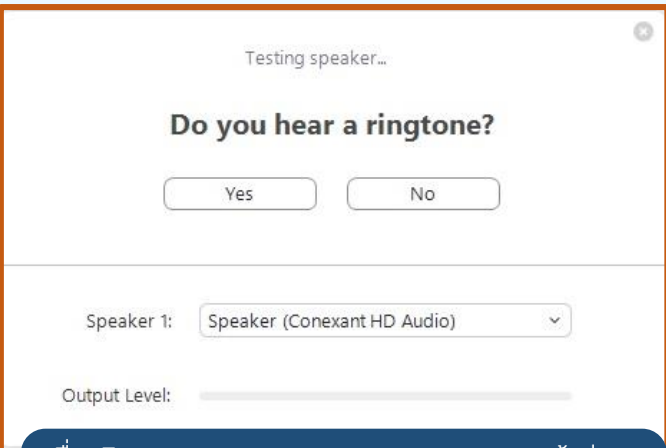 Testing speaker...
Do you hear a ringtone?
Yes No
Speaker 1: Speaker (Conexant HD Audio)
Output Level: